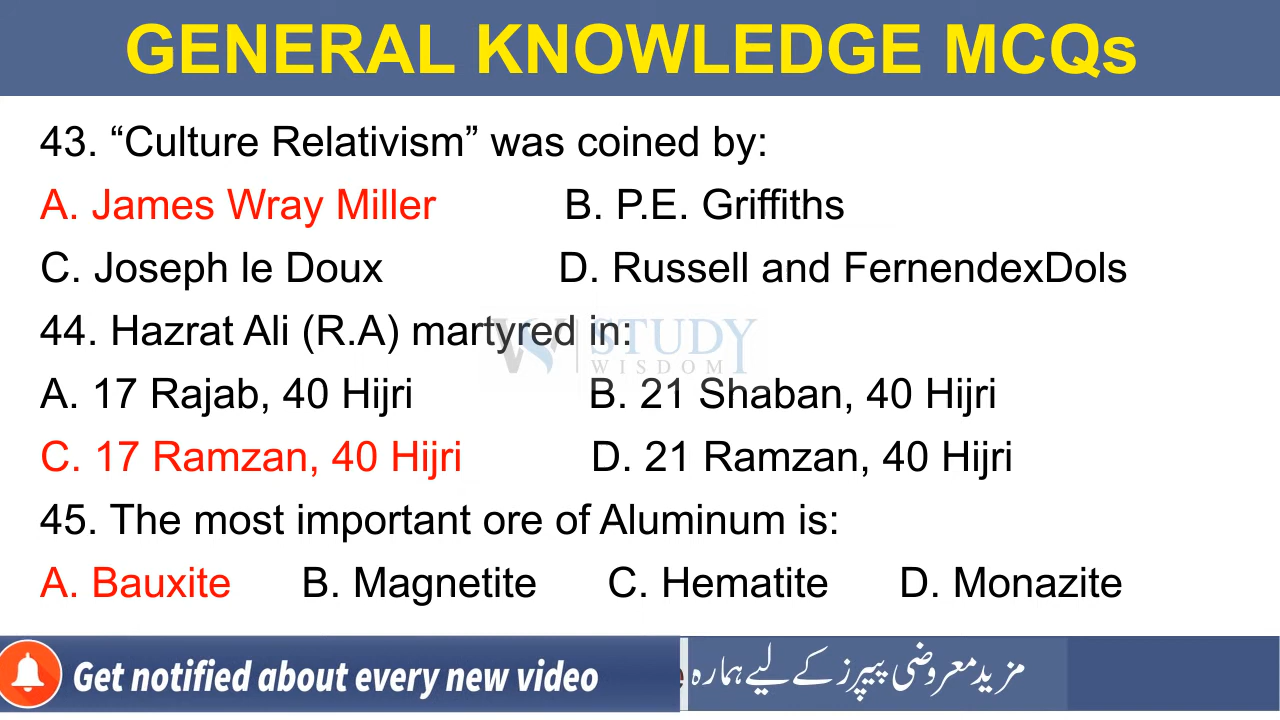 GENERAL KNOWLEDGE MCQs
43. “Culture Relativism” was coined by:
A. James Wray Miller B. P.E. Griffiths
C. Joseph le Doux D. Russell and FernendexDols
44. Hazrat Ali (R.A) martyred in:
STUDY
WISDOM
A. 17 Rajab, 40 Hijri B. 21 Shaban, 40 Hijri
C. 17 Ramzan, 40 Hijri D. 21 Ramzan, 40 Hijri
45. The most important ore of Aluminum is:
A. Bauxite B. Magnetite C. Hematite D. Monazite
Get notified about every new video
مزید معروضی پیپرز کے لیے ہمارہ